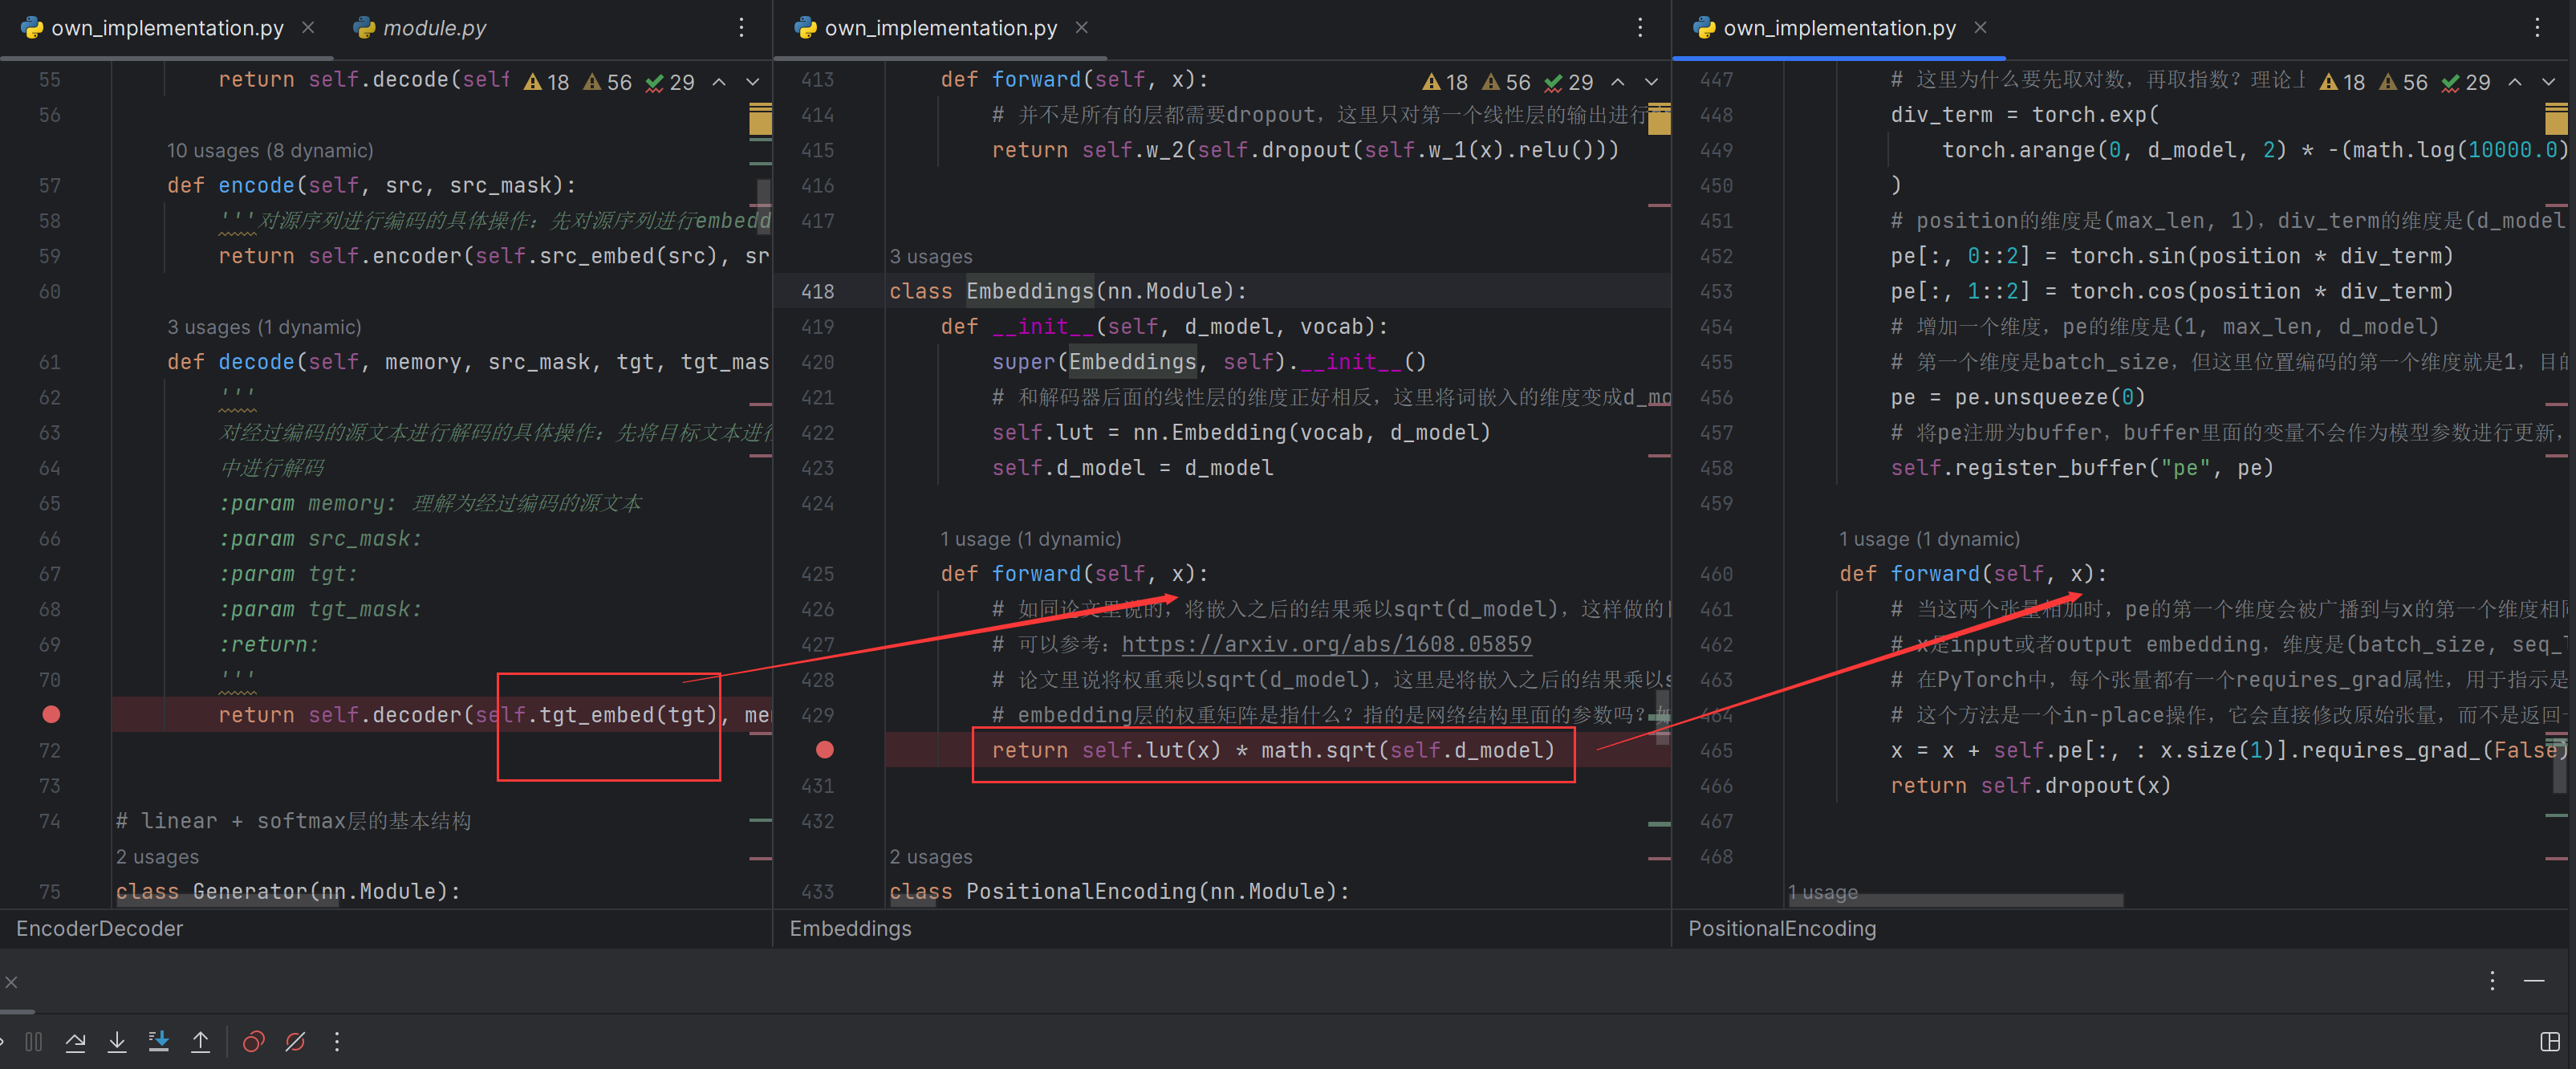 own_implementation.py
module.py
18 56 29
55 return self.decode(self
56
10 usages (8 dynamic)
57 def encode(self, src, src_mask):
58 '''对源序列进行编码的具体操作：先对源序列进行embedd
59 return self.encoder(self.src_embed(src), sr
60
3 usages (1 dynamic)
61 def decode(self, memory, src_mask, tgt, tgt_mas
62 '''
63 对经过编码的源文本进行解码的具体操作：先将目标文本进行
64 中进行解码
65 :param memory: 理解为经过编码的源文本
66 :param src_mask:
67 :param tgt:
68 :param tgt_mask:
69 :return:
70 '''
return self.decoder(self.tgt_embed(tgt), me
72
73
74 # linear + softmax层的基本结构
2 usages
75 class Generator(nn.Module):
EncoderDecoder
own_implementation.py
18 56 29
413 def forward(self, x):
414 # 并不是所有的层都需要dropout，这里只对第一个线性层的输出进行
415 return self.w_2(self.dropout(self.w_1(x).relu()))
416
417
3 usages
418 class Embeddings(nn.Module):
419 def __init__(self, d_model, vocab):
420 super(Embeddings, self).__init__()
421 # 和解码器后面的线性层的维度正好相反，这里将词嵌入的维度变成d_mo
422 self.lut = nn.Embedding(vocab, d_model)
423 self.d_model = d_model
424
1 usage (1 dynamic)
425 def forward(self, x):
426 # 如同论文里说的，将嵌入之后的结果乘以sqrt(d_model)，这样做的
427 # 可以参考：https://arxiv.org/abs/1608.05859
428 # 论文里说将权重乘以sqrt(d_model)，这里是将嵌入之后的结果乘以s
429 # embedding层的权重矩阵是指什么？指的是网络结构里面的参数吗？
return self.lut(x) * math.sqrt(self.d_model)
431
432
2 usages
433 class PositionalEncoding(nn.Module):
Embeddings
own_implementation.py
18 56 29
447 # 这里为什么要先取对数，再取指数？理论上
448 div_term = torch.exp(
449 torch.arange(0, d_model, 2) * -(math.log(10000.0)
450 )
451 # position的维度是(max_len, 1)，div_term的维度是(d_model
452 pe[:, 0::2] = torch.sin(position * div_term)
453 pe[:, 1::2] = torch.cos(position * div_term)
454 # 增加一个维度，pe的维度是(1, max_len, d_model)
455 # 第一个维度是batch_size，但这里位置编码的第一个维度就是1，目的
456 pe = pe.unsqueeze(0)
457 # 将pe注册为buffer，buffer里面的变量不会作为模型参数进行更新，
458 self.register_buffer("pe", pe)
459
1 usage (1 dynamic)
460 def forward(self, x):
461 # 当这两个张量相加时，pe的第一个维度会被广播到与x的第一个维度相同
462 # x是input或者output embedding，维度是(batch_size, seq_l
463 # 在PyTorch中，每个张量都有一个requires_grad属性，用于指示是
464 # 这个方法是一个in-place操作，它会直接修改原始张量，而不是返回一
465 x = x + self.pe[:, : x.size(1)].requires_grad_(False)
466 return self.dropout(x)
467
468
1 usage
PositionalEncoding